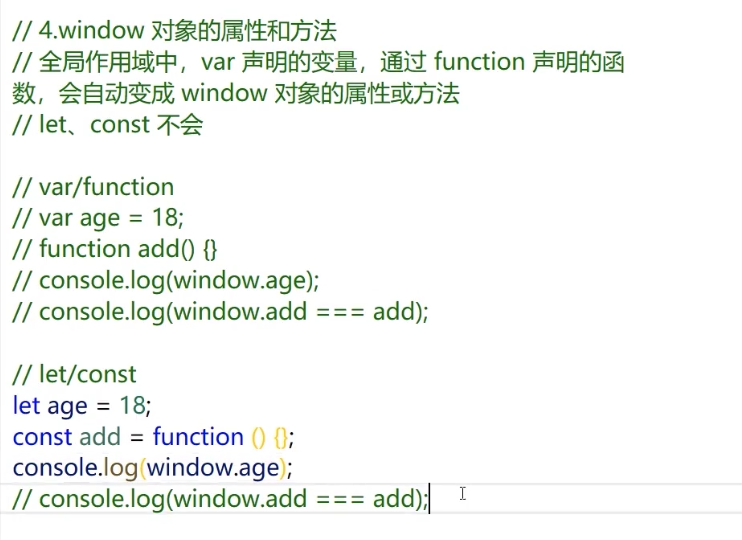 // 4.window 对象的属性和方法
// 全局作用域中，var 声明的变量，通过 function 声明的函
数，会自动变成 window 对象的属性或方法
// let、const 不会
// var/function
// var age = 18;
// function add() {}
// console.log(window.age);
// console.log(window.add === add);
// let/const
let age = 18;
const add = function () {};
console.log(window.age);
// console.log(window.add === add);